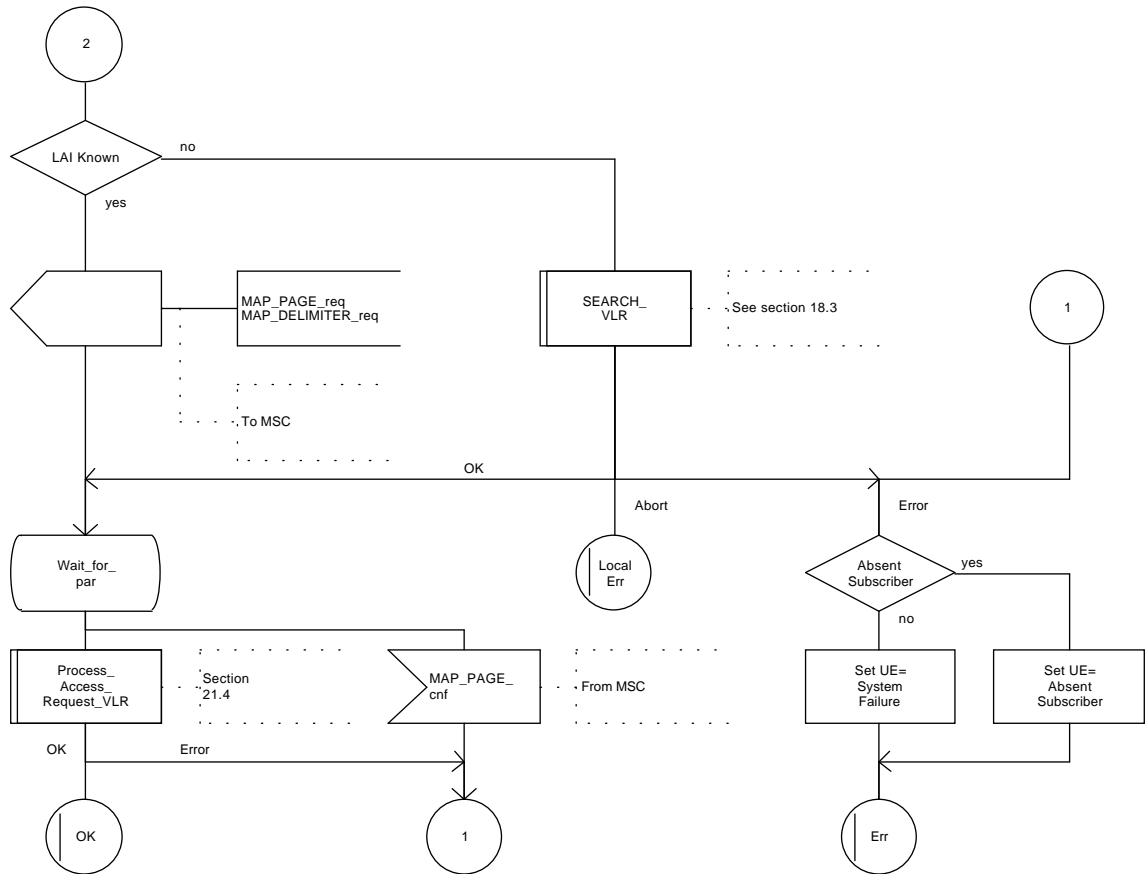 2
LAI Known
no
yes
MAP_PAGE_req
MAP_DELIMITER_req
SEARCH_
VLR
See section 18.3
1
To MSC
OK
Abort
Error
Wait_for_
par
Local
Err
Absent
Subscriber
yes
no
Process_
Access_
Request_VLR
Section
21.4
MAP_PAGE_
cnf
From MSC
Set UE=
System
Failure
Set UE=
Absent
Subscriber
OK
Error
OK
1
Err